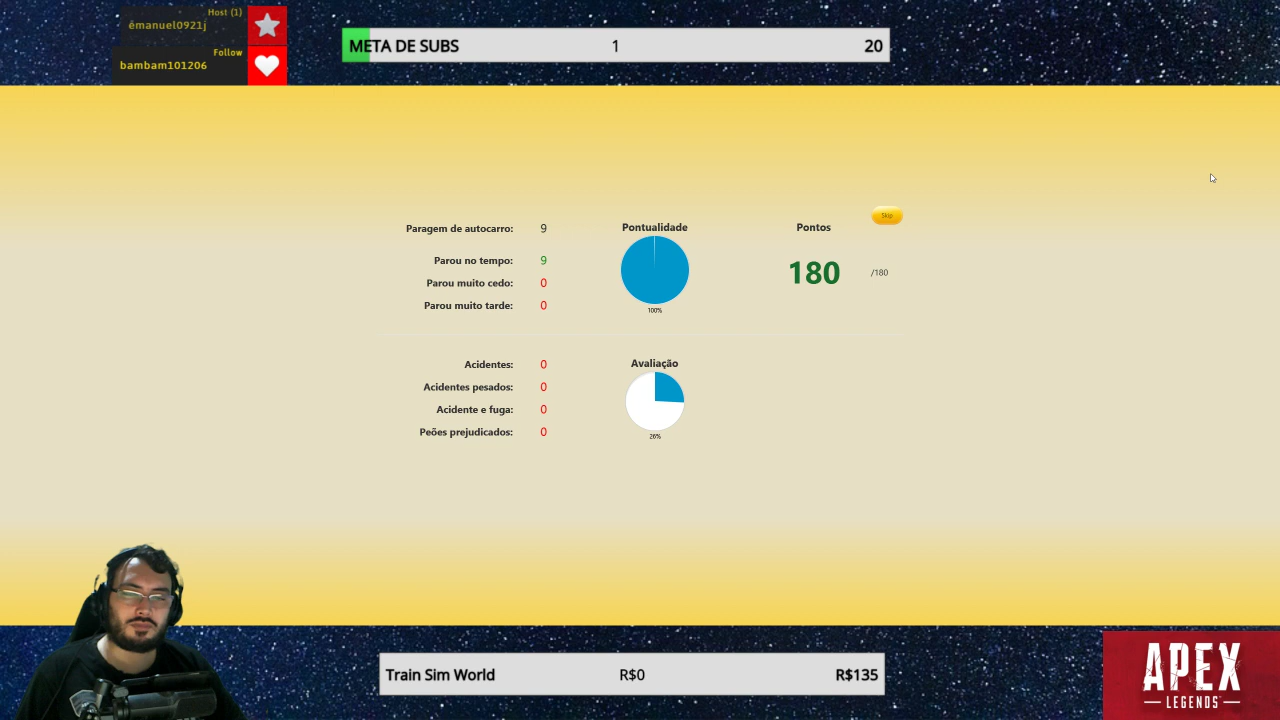 Host (1)
emanuel0921j
Follow
bambam101206
META DE SUBS 1 20
Skip
Paragem de autocarro: 9
Parou no tempo: 9
Parou muito cedo: 0
Parou muito tarde: 0
Pontualidade
100%
Pontos
180 /180
Acidentes: 0
Acidentes pesados: 0
Acidente e fuga: 0
Peões prejudicados: 0
Avaliação
26%
Train Sim World R$0 R$135
APEX
LEGENDS